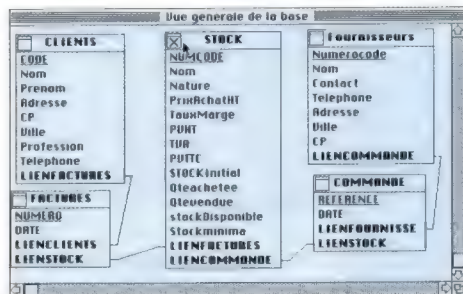 Vue generale de la base
CLIENTS
CODE
Nom
Prenom
Adresse
CP
Ville
Profession
Telephone
LIENFACTURES
FACTURES
NUMERO
DATE
LIENCLIENTS
LIENSTOCK
STOCK
NUMCODE
Nom
Nature
PrixAchatHT
TauxMarge
PVHT
TVA
PVTTC
STOCKinitial
Qteachetee
Qtevendue
stockDisponible
Stockminima
LIENFACTURES
LIENCOMMANDE
Fournisseurs
Numerocode
Nom
Contact
Telephone
Adresse
Ville
CP
LIENCOMMANDE
COMMANDE
REFERENCE
DATE
LIENFOURNISSE
LIENSTOCK